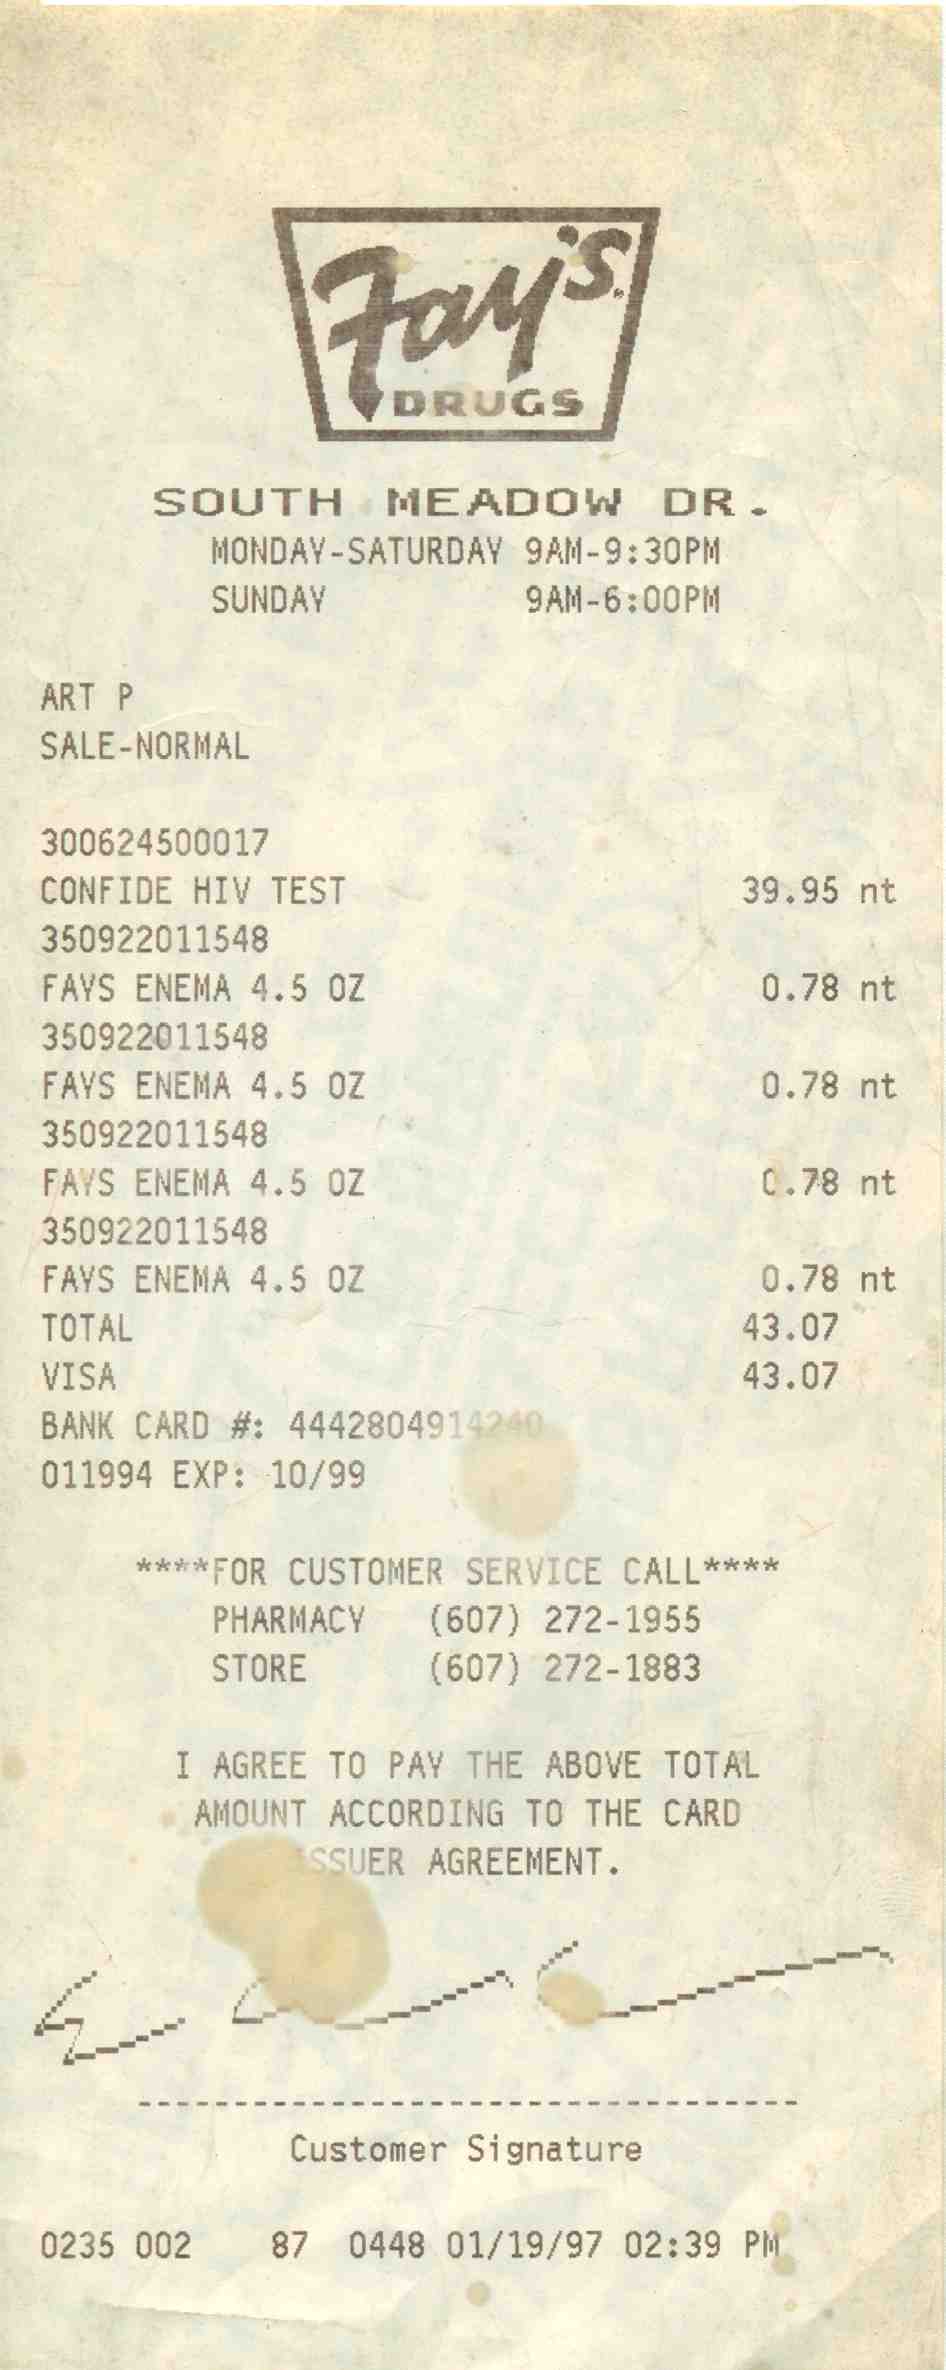 Fay's
DRUGS
SOUTH MEADOW DR.
MONDAY-SATURDAY 9AM-9:30PM
SUNDAY 9AM-6:00PM
ART P
SALE-NORMAL
300624500017
CONFIDE HIV TEST 39.95 nt
350922011548
FAYS ENEMA 4.5 OZ 0.78 nt
350922011548
FAYS ENEMA 4.5 OZ 0.78 nt
350922011548
FAYS ENEMA 4.5 OZ 0.78 nt
350922011548
FAYS ENEMA 4.5 OZ 0.78 nt
TOTAL 43.07
VISA 43.07
BANK CARD #: 4442804914240
011994 EXP: 10/99
****FOR CUSTOMER SERVICE CALL****
PHARMACY (607) 272-1955
STORE (607) 272-1883
I AGREE TO PAY THE ABOVE TOTAL
AMOUNT ACCORDING TO THE CARD
ISSUER AGREEMENT.
Customer Signature
0235 002 87 0448 01/19/97 02:39 PM